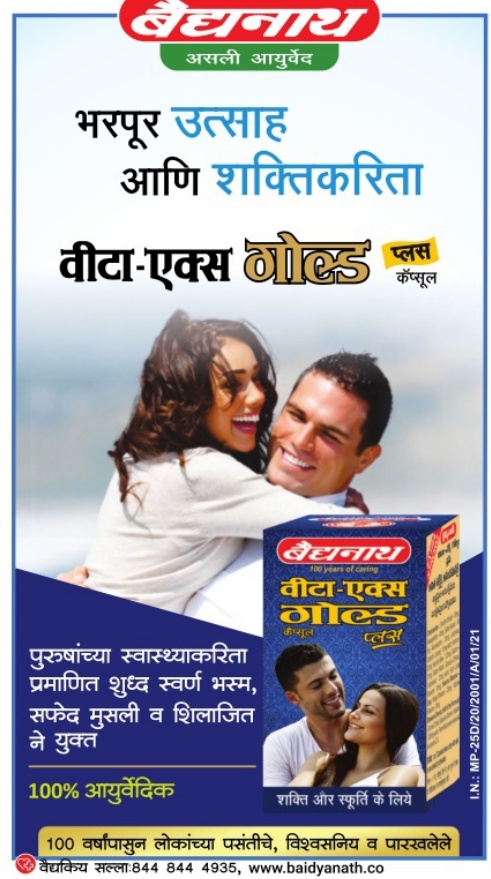 बैद्यनाथ
असली आयुर्वेद
भरपूर उत्साह
आणि शक्तिकरिता
वीटा-एक्स गोल्ड प्लस
कॅप्सूल
बैद्यनाथ
100 years of caring
वीटा-एक्स
गोल्ड
कैप्सूल प्लस
शक्ति और स्फूर्ति के लिये
पुरुषांच्या स्वास्थ्याकरिता
प्रमाणित शुध्द स्वर्ण भस्म,
सफेद मुसली व शिलाजित
ने युक्त
100% आयुर्वेदिक
I.N.: MP-25D/20/2001/A/01/21
100 वर्षांपासुन लोकांच्या पसंतीचे, विश्वसनिय व पारखलेले
वैद्यकिय सल्ला:844 844 4935, www.baidyanath.co